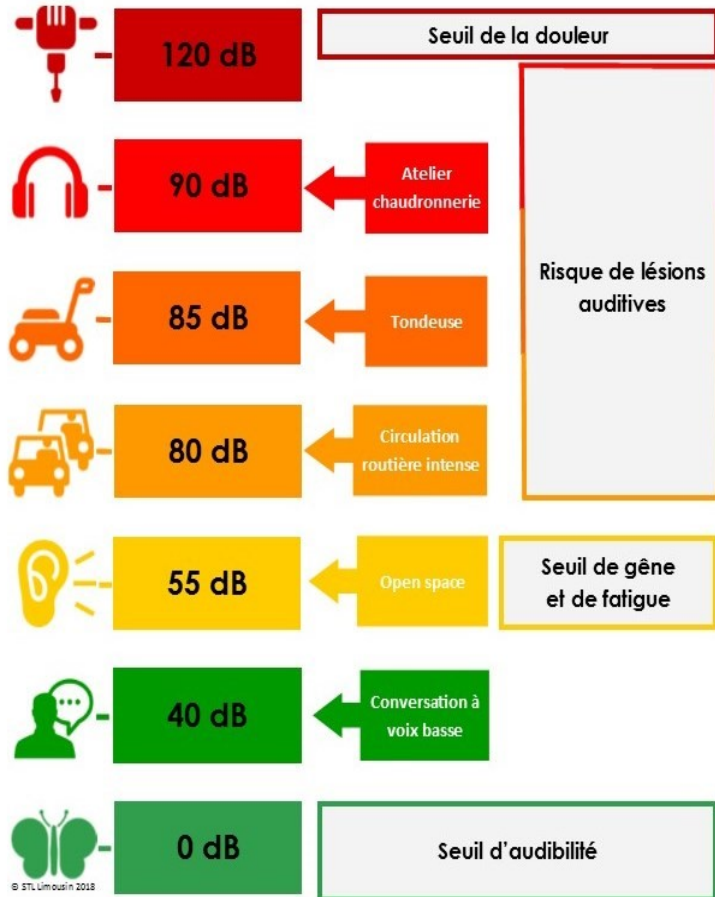 120 dB
Seuil de la douleur
90 dB
Atelier
chaudronnerie
Risque de lésions
auditives
85 dB
Tondeuse
80 dB
Circulation
routière intense
55 dB
Open space
Seuil de gêne
et de fatigue
40 dB
Conversation à
voix basse
0 dB
Seuil d'audibilité
© STL Limousin 2018